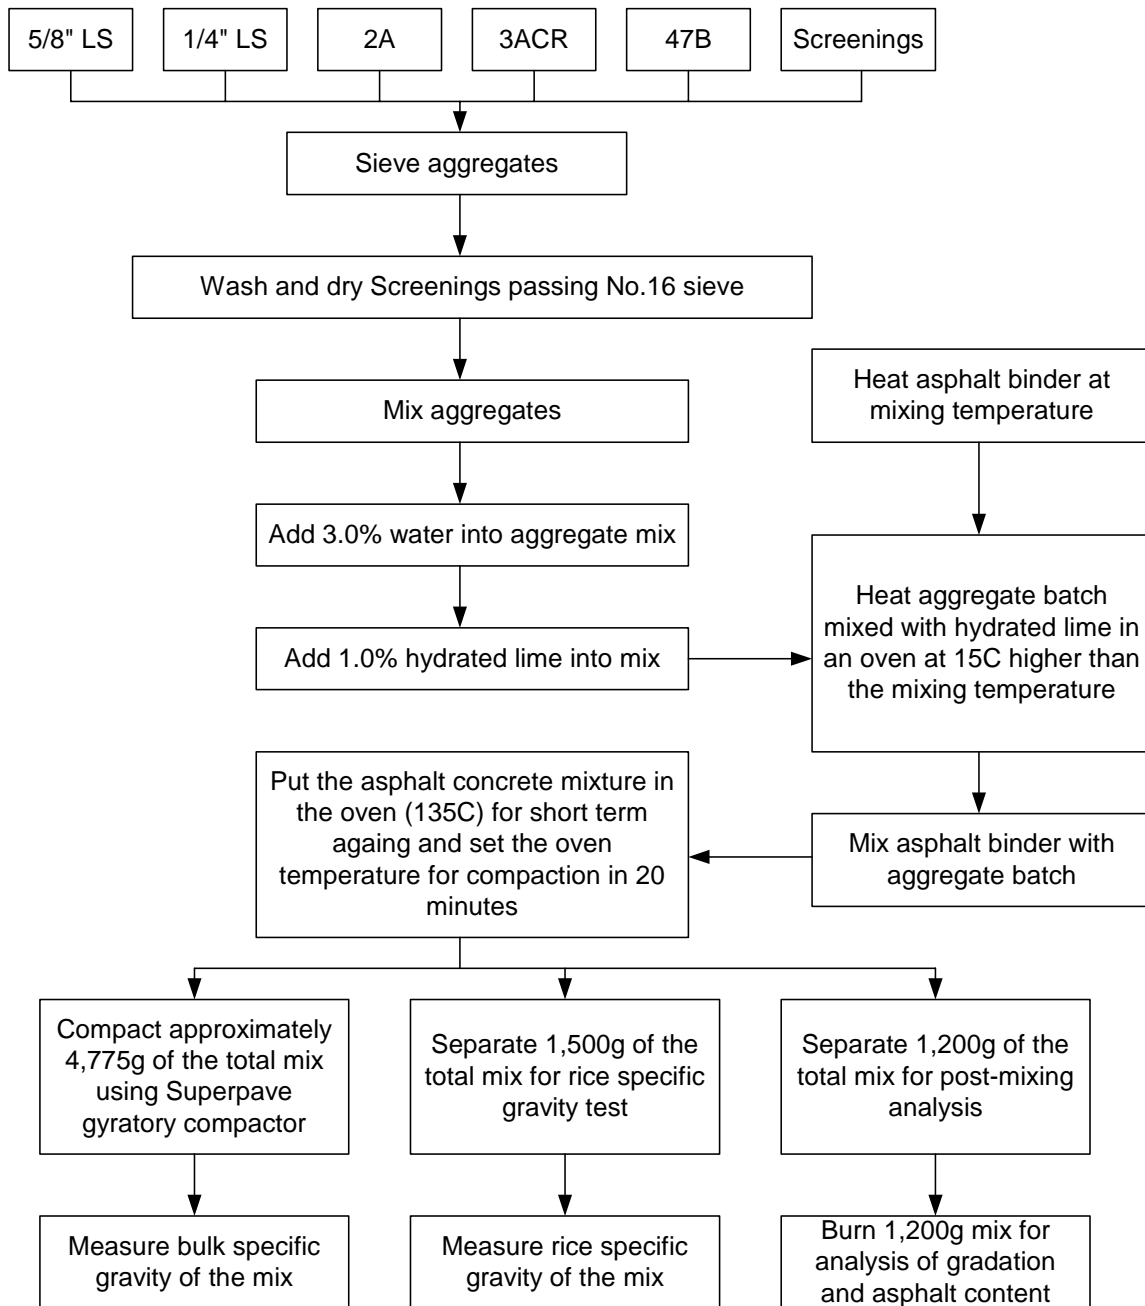 5/8" LS
1/4" LS
2A
3ACR
47B
Screenings
Sieve aggregates
Wash and dry Screenings passing No.16 sieve
Mix aggregates
Heat asphalt binder at
mixing temperature
Add 3.0% water into aggregate mix
Add 1.0% hydrated lime into mix
Heat aggregate batch
mixed with hydrated lime in
an oven at 15C higher than
the mixing temperature
Mix asphalt binder with
aggregate batch
Put the asphalt concrete mixture in
the oven (135C) for short term
againg and set the oven
temperature for compaction in 20
minutes
Compact approximately
4,775g of the total mix
using Superpave
gyratory compactor
Separate 1,500g of the
total mix for rice specific
gravity test
Separate 1,200g of the
total mix for post-mixing
analysis
Measure bulk specific
gravity of the mix
Measure rice specific
gravity of the mix
Burn 1,200g mix for
analysis of gradation
and asphalt content